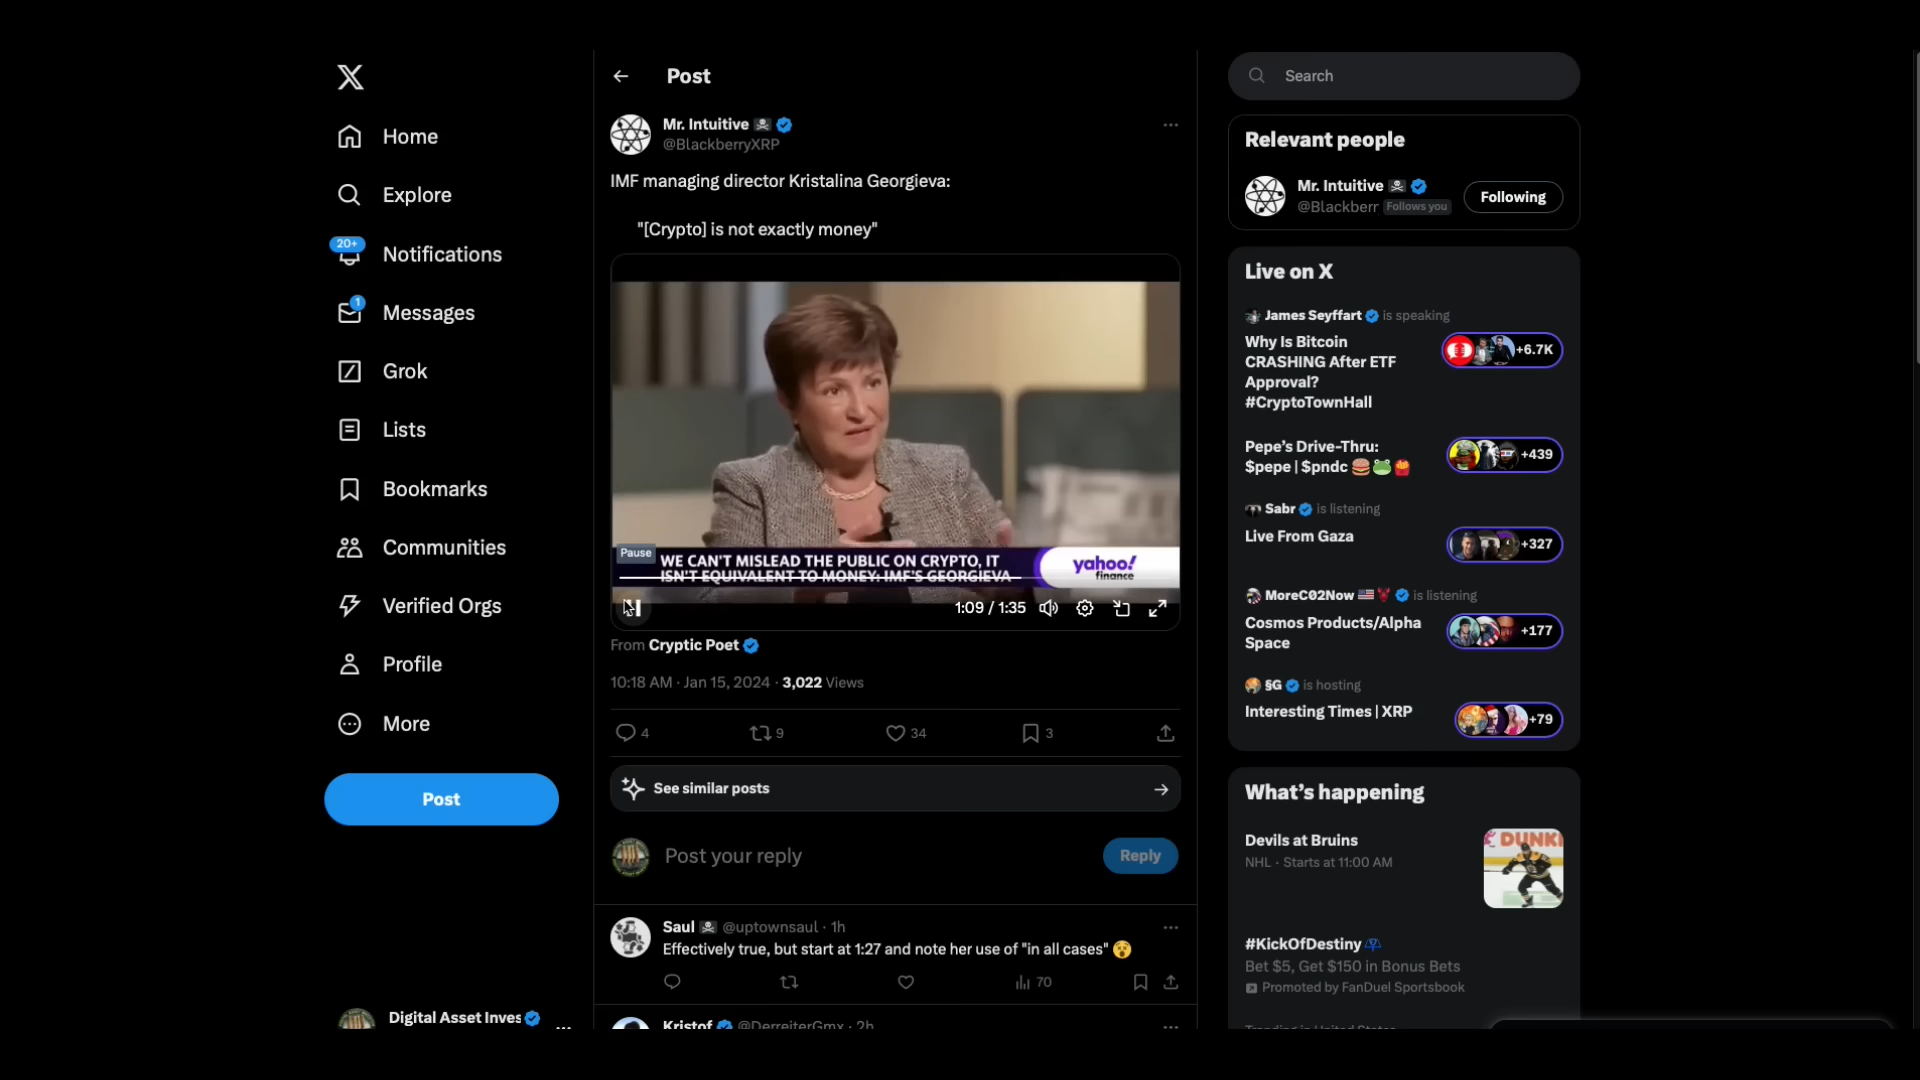 Home
Explore
20+
Notifications
1
Messages
Grok
Lists
Bookmarks
Communities
Verified Orgs
Profile
More
Post
Digital Asset Inves
Post
Mr. Intuitive
@BlackberryXRP
IMF managing director Kristalina Georgieva:
"[Crypto] is not exactly money"
Pause
WE CAN'T MISLEAD THE PUBLIC ON CRYPTO, IT
ISN'T EQUIVALENT TO MONEY: IMF'S GEORGIEVA
yahoo!
finance
1:09 / 1:35
From Cryptic Poet
10:18 AM · Jan 15, 2024 · 3,022 Views
4 9 34 3
See similar posts
Post your reply
Reply
Saul @uptownsaul · 1h
Effectively true, but start at 1:27 and note her use of "in all cases" 😯
70
Kristof @DerreiterGmx · 2h
Search
Relevant people
Mr. Intuitive
@Blackberr Follows you
Following
Live on X
James Seyffart is speaking
Why Is Bitcoin
CRASHING After ETF
Approval?
#CryptoTownHall
+6.7K
Pepe's Drive-Thru:
$pepe | $pndc 🍔🐸🍟
+439
Sabr is listening
Live From Gaza
+327
MoreC02Now is listening
Cosmos Products/Alpha
Space
+177
§G is hosting
Interesting Times | XRP
+79
What's happening
Devils at Bruins
NHL · Starts at 11:00 AM
DUNKI
#KickOfDestiny
Bet $5, Get $150 in Bonus Bets
Promoted by FanDuel Sportsbook
Trending in United States